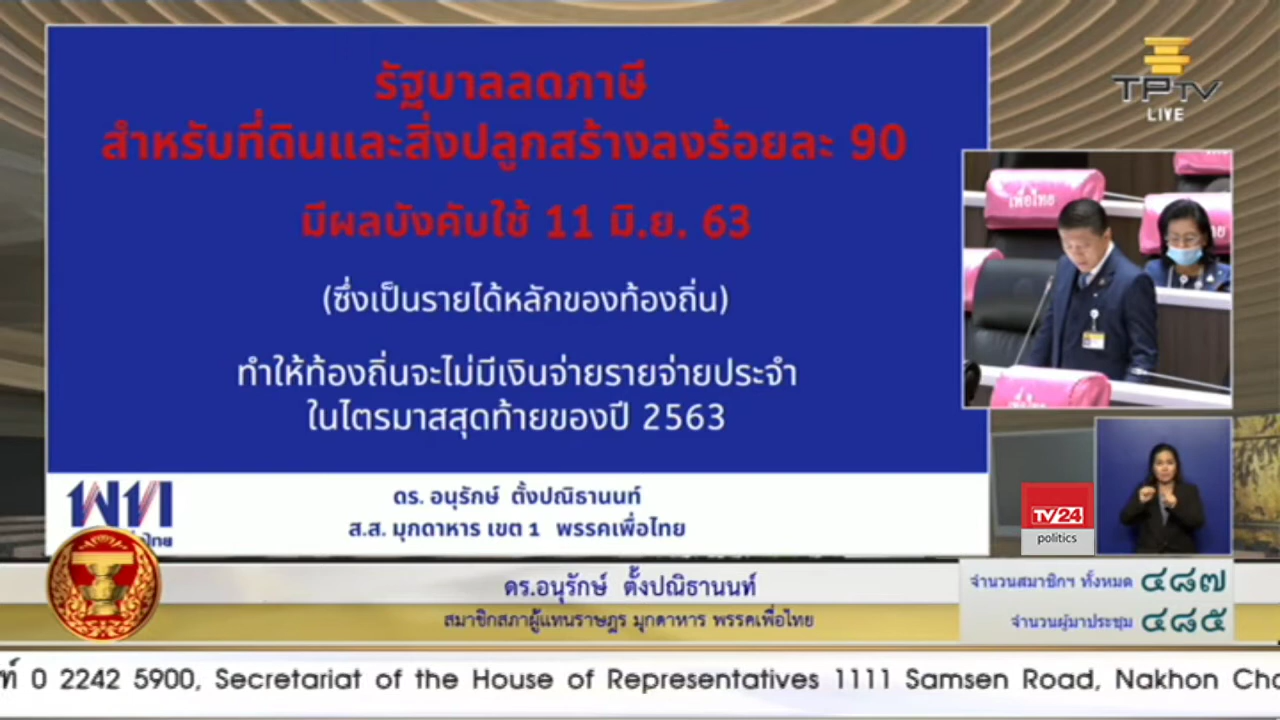 รัฐบาลลดภาษี
สำหรับที่ดินและสิ่งปลูกสร้างลงร้อยละ 90
มีผลบังคับใช้ 11 มิ.ย. 63
(ซึ่งเป็นรายได้หลักของท้องถิ่น)
ทำให้ท้องถิ่นจะไม่มีเงินจ่ายรายจ่ายประจำ
ในไตรมาสสุดท้ายของปี 2563
พท
ดร. อนุรักษ์ ตั้งปณิธานนท์
ส.ส. มุกดาหาร เขต 1 พรรคเพื่อไทย
TPTV
LIVE
เพื่อไทย
TV24
politics
ดร.อนุรักษ์ ตั้งปณิธานนท์
สมาชิกสภาผู้แทนราษฎร มุกดาหาร พรรคเพื่อไทย
จำนวนสมาชิกฯ ทั้งหมด ๔๘๗
จำนวนผู้มาประชุม ๔๘๕
0 2242 5900, Secretariat of the House of Representatives 1111 Samsen Road, Nakhon